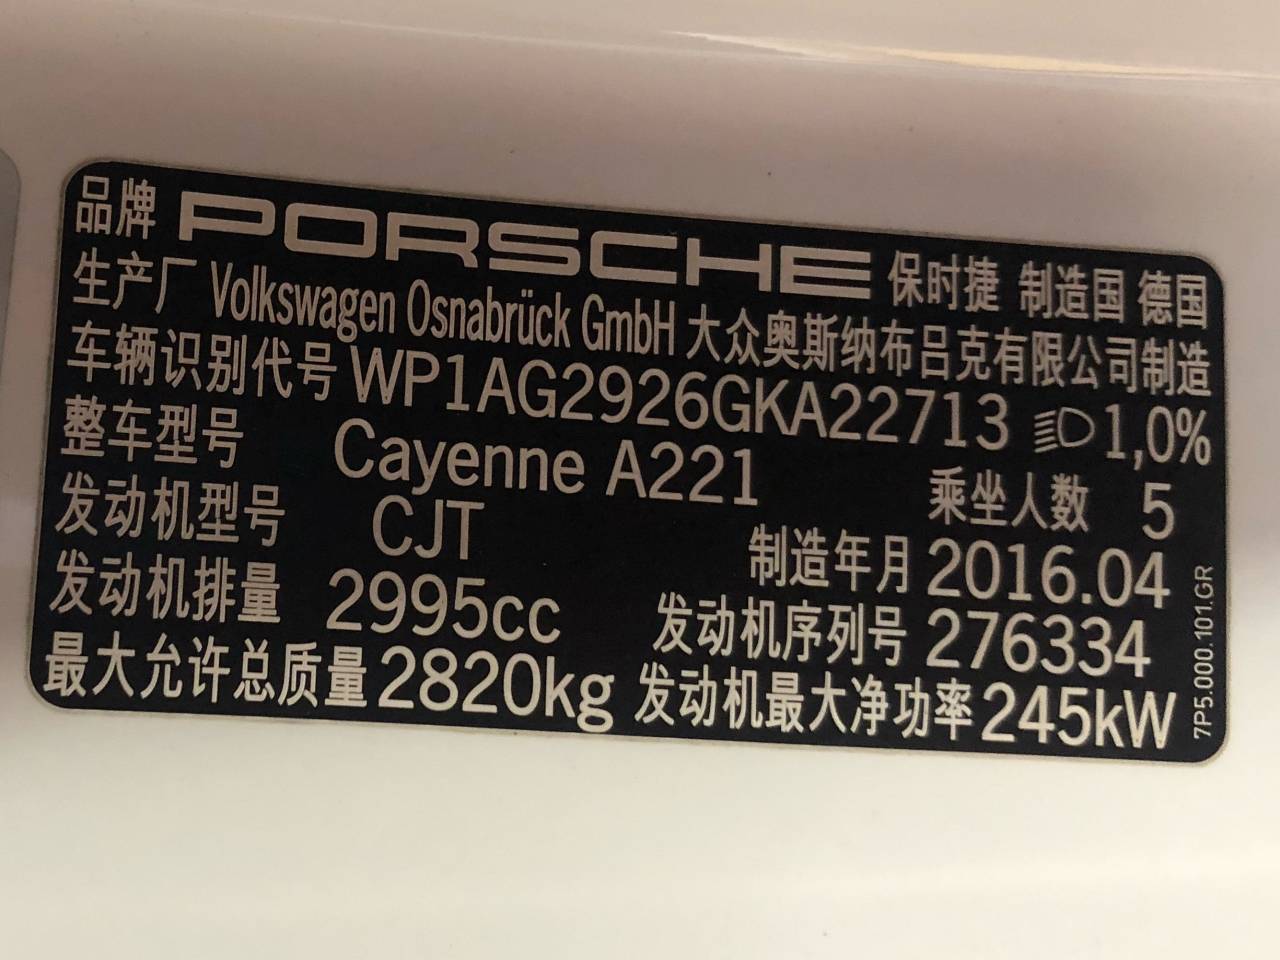 品牌 PORSCHE 保时捷 制造国 德国
生产厂 Volkswagen Osnabrück GmbH 大众奥斯纳布吕克有限公司制造
车辆识别代号 WP1AG2926GKA22713 1,0%
整车型号 Cayenne A221 乘坐人数 5
发动机型号 CJT 制造年月 2016.04
发动机排量 2995cc 发动机序列号 276334
最大允许总质量 2820kg 发动机最大净功率 245kW
7P5.000.101.GR